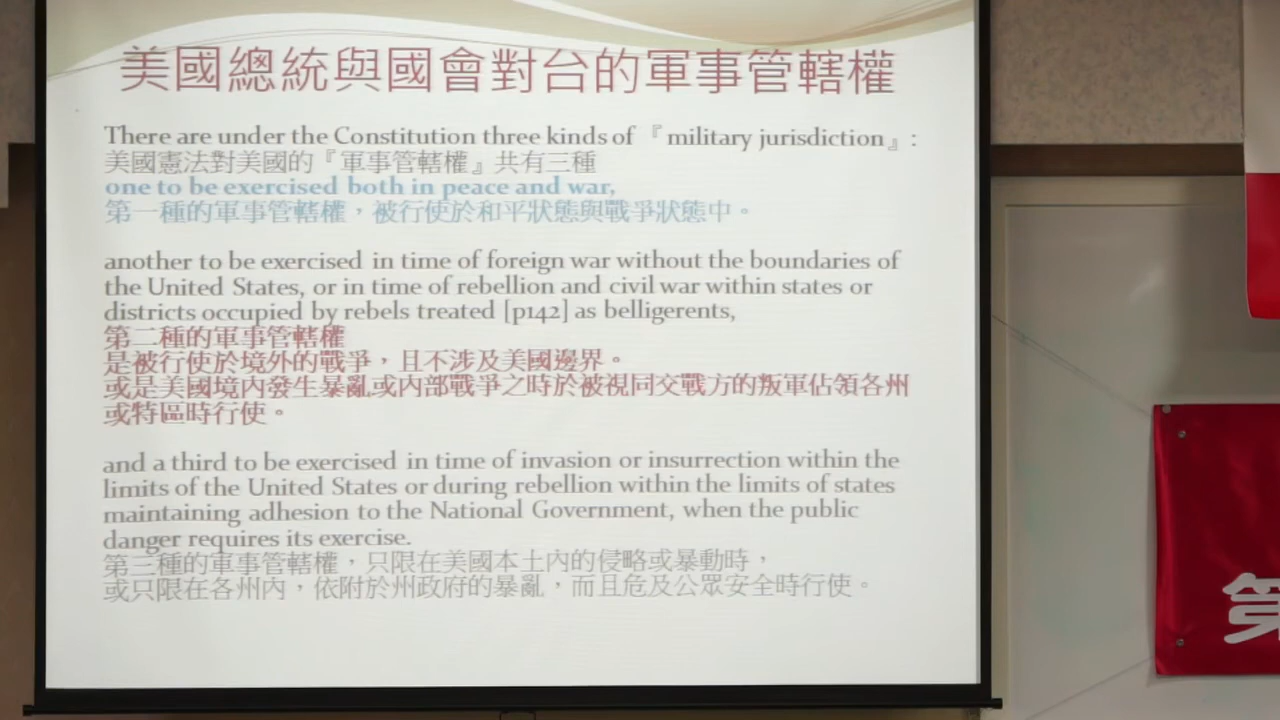 美國總統與國會對台的軍事管轄權
There are under the Constitution three kinds of 『military jurisdiction』:
美國憲法對美國的『軍事管轄權』共有三種
one to be exercised both in peace and war,
第一種的軍事管轄權，被行使於和平狀態與戰爭狀態中。
another to be exercised in time of foreign war without the boundaries of
the United States, or in time of rebellion and civil war within states or
districts occupied by rebels treated [p142] as belligerents,
第二種的軍事管轄權
是被行使於境外的戰爭，且不涉及美國邊界。
或是美國境內發生暴亂或內部戰爭之時於被視同交戰方的叛軍佔領各州
或特區時行使。
and a third to be exercised in time of invasion or insurrection within the
limits of the United States or during rebellion within the limits of states
maintaining adhesion to the National Government, when the public
danger requires its exercise.
第三種的軍事管轄權，只限在美國本土內的侵略或暴動時，
或只限在各州內，依附於州政府的暴亂，而且危及公眾安全時行使。
第